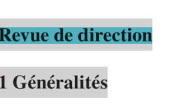 Revue de direction
1 Généralités